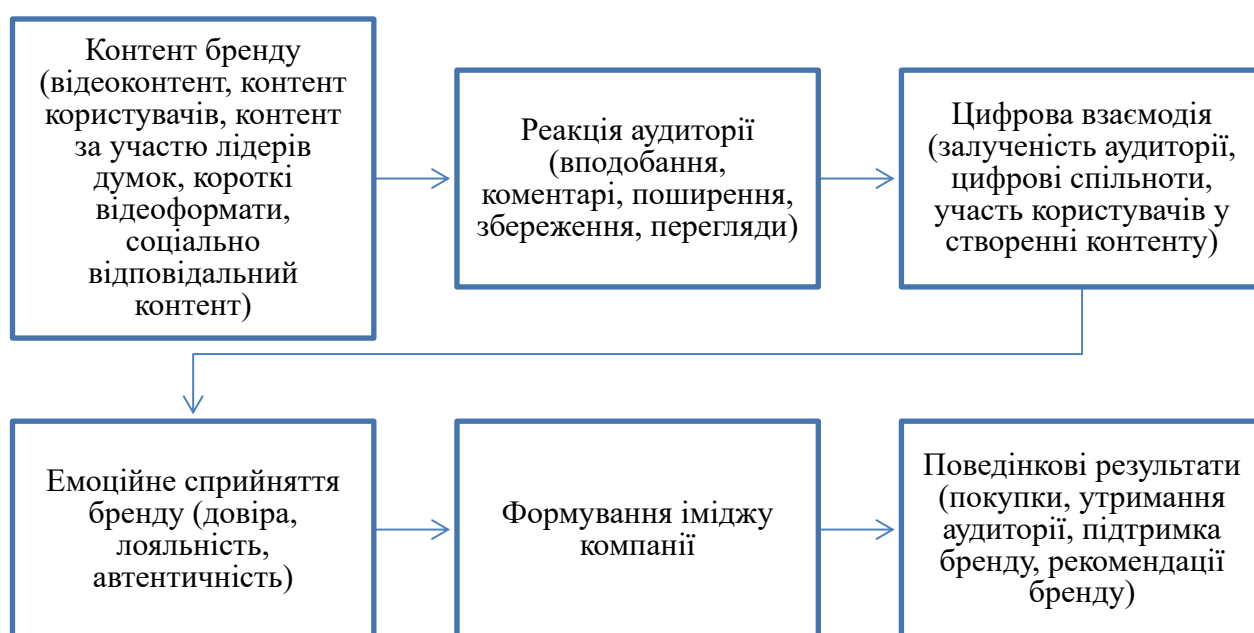 Контент бренду
(відеоконтент, контент
користувачів, контент
за участю лідерів
думок, короткі
відеоформати,
соціально
відповідальний
контент)
Реакція аудиторії
(вподобання,
коментарі, поширення,
збереження, перегляди)
Цифрова взаємодія
(залученість аудиторії,
цифрові спільноти,
участь користувачів у
створенні контенту)
Емоційне сприйняття
бренду (довіра,
лояльність,
автентичність)
Формування іміджу
компанії
Поведінкові результати
(покупки, утримання
аудиторії, підтримка
бренду, рекомендації
бренду)